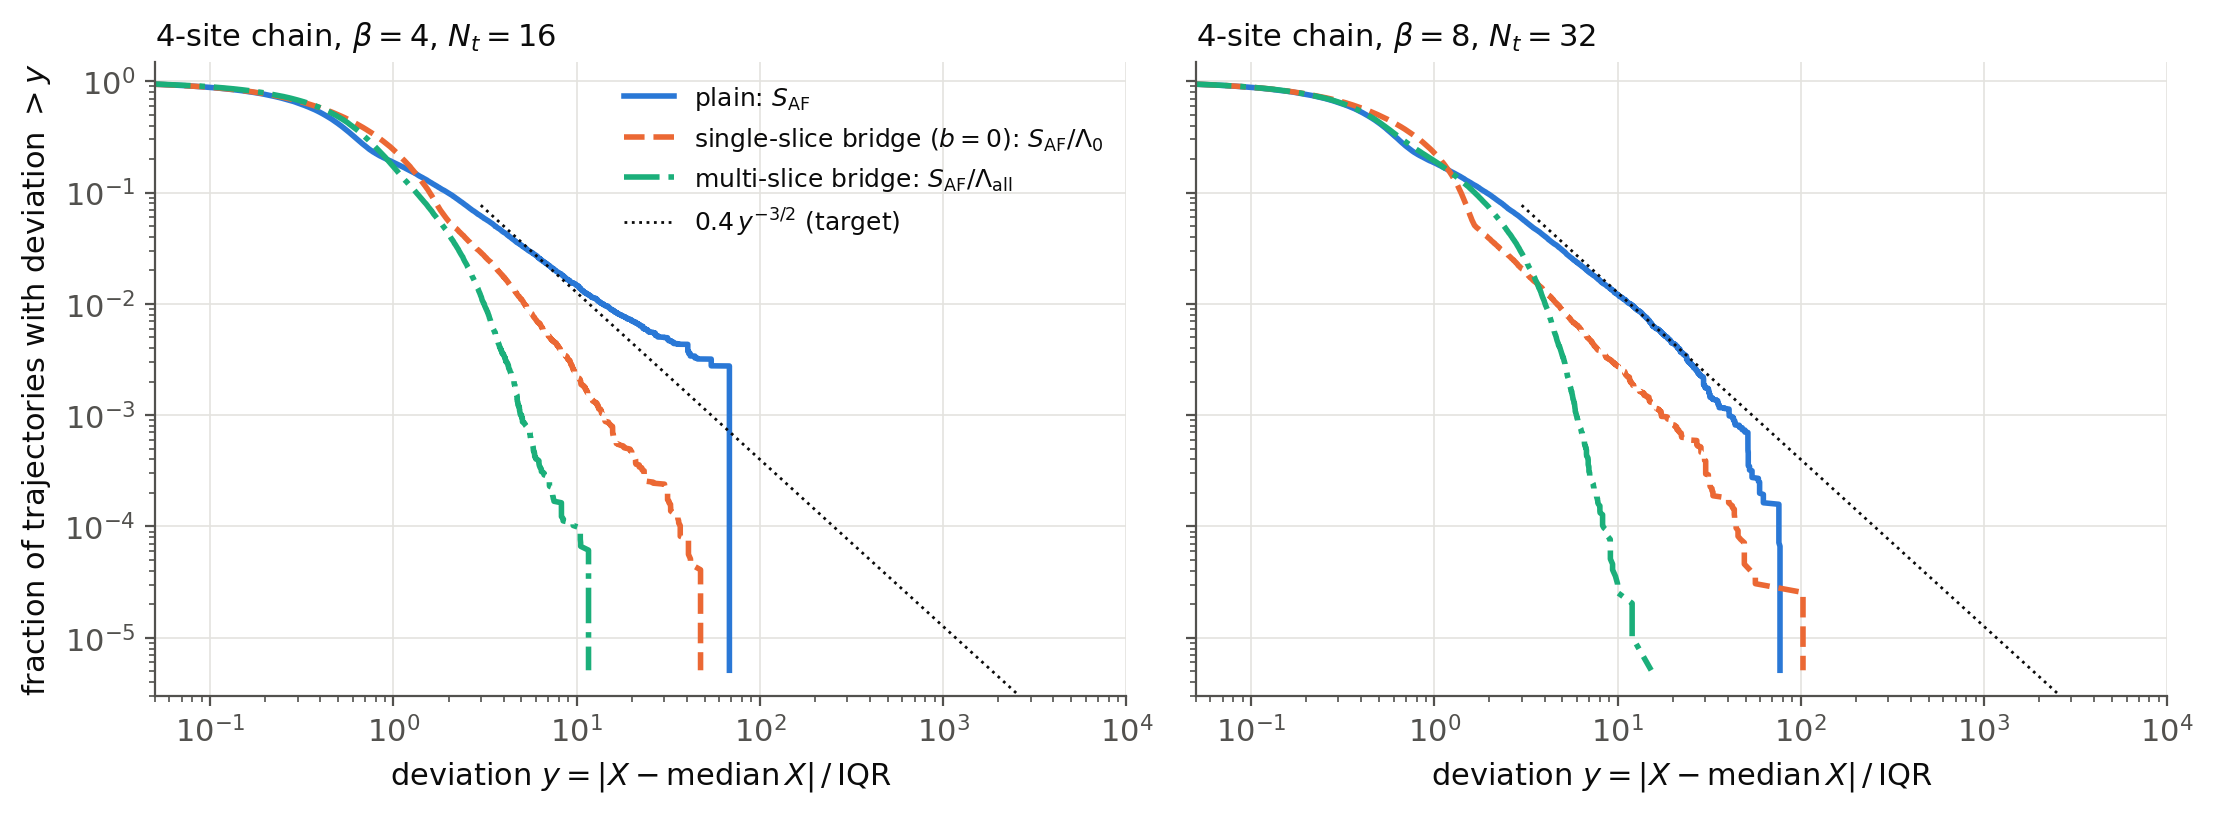 4-site chain, β = 4, N_t = 16
fraction of trajectories with deviation > y
10^0
10^−1
10^−2
10^−3
10^−4
10^−5
plain: S_AF
single-slice bridge (b = 0): S_AF/Λ_0
multi-slice bridge: S_AF/Λ_all
0.4 y^−3/2 (target)
10^−1
10^0
10^1
10^2
10^3
10^4
deviation y = |X − median X| / IQR
4-site chain, β = 8, N_t = 32
10^−1
10^0
10^1
10^2
10^3
10^4
deviation y = |X − median X| / IQR